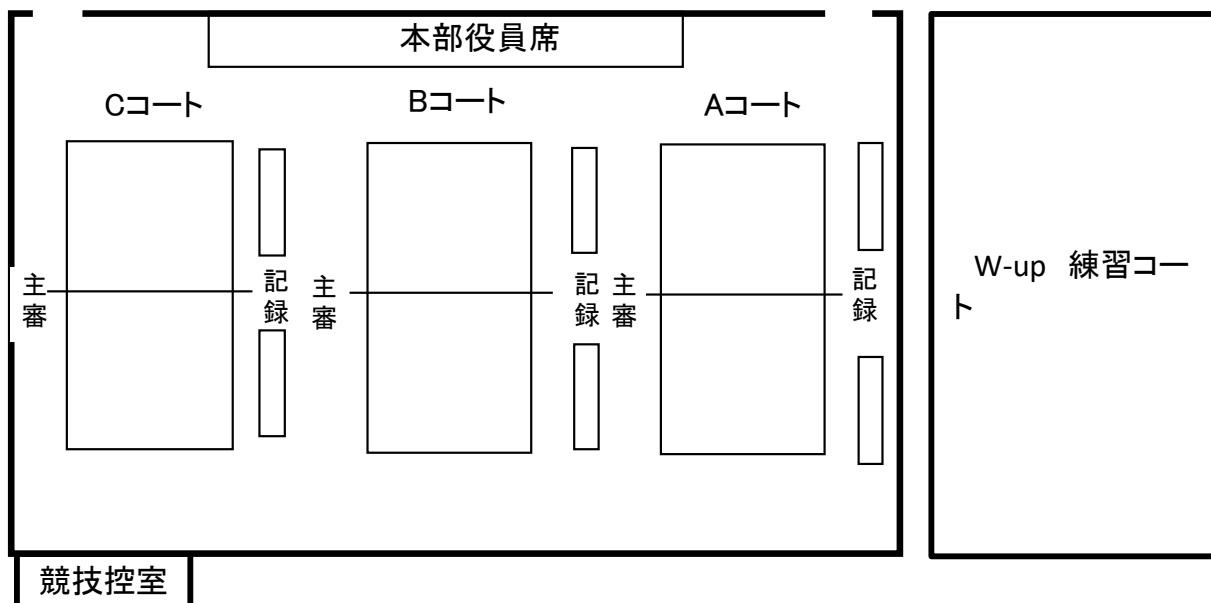 本部役員席
Cコート
Bコート
Aコート
主審
記録
主審
記録
主審
記録
W-up 練習コー
ト
競技控室